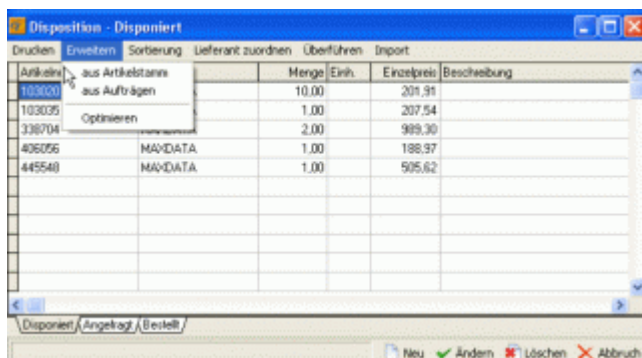 Disposition - Disponiert
Drucken Erweitern Sortierung Lieferant zuordnen Überführen Import
Menge Einh. Einzelpreis Beschreibung
aus Artikelstamm
aus Aufträgen
Optimieren
103020 10,00 201,91
103035 1,00 207,54
338704 MAXDATA 2,00 989,30
406056 MAXDATA 1,00 188,97
445548 MAXDATA 1,00 505,62
Disponiert Angefragt Bestellt
Neu Ändern Löschen Abbruch